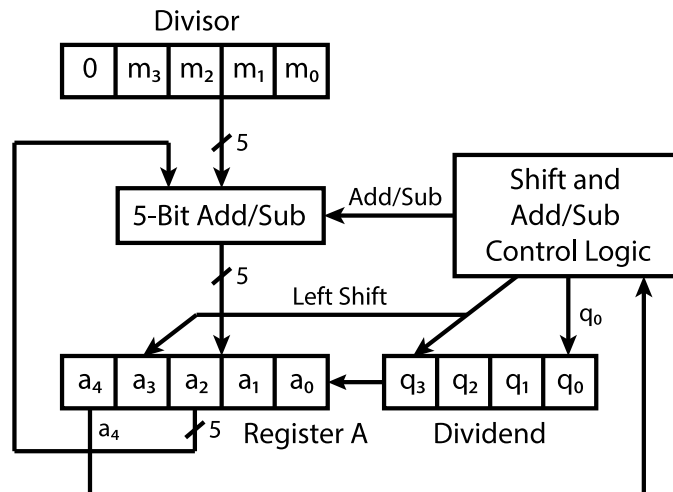 Divisor
0 m₃ m₂ m₁ m₀
5
5-Bit Add/Sub
Add/Sub
Shift and
Add/Sub
Control Logic
5
Left Shift
q₀
a₄ a₃ a₂ a₁ a₀
q₃ q₂ q₁ q₀
a₄
5
Register A
Dividend